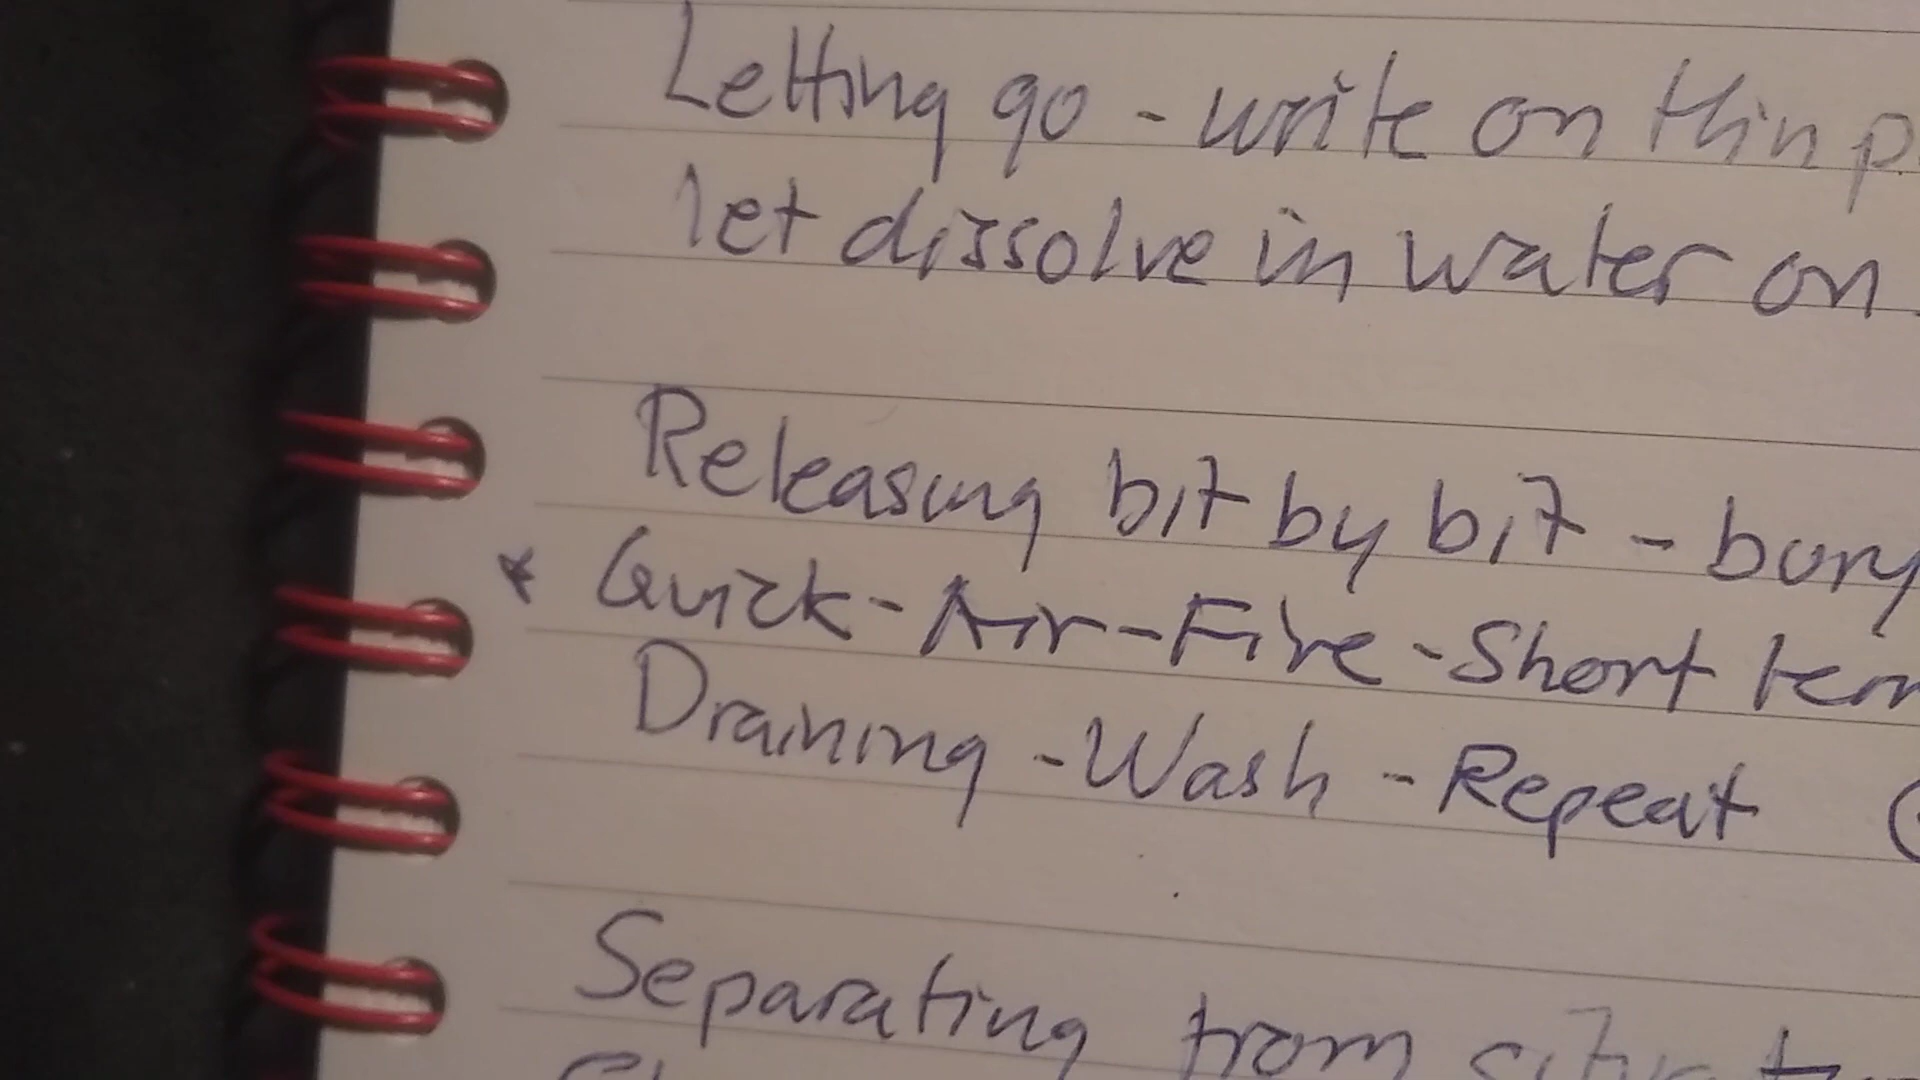 Letting go - write on thin
let dissolve in water on
Releasing bit by bit - bury
* Quick - Air - Fire - Short
Draining - Wash - Repeat
Separating from